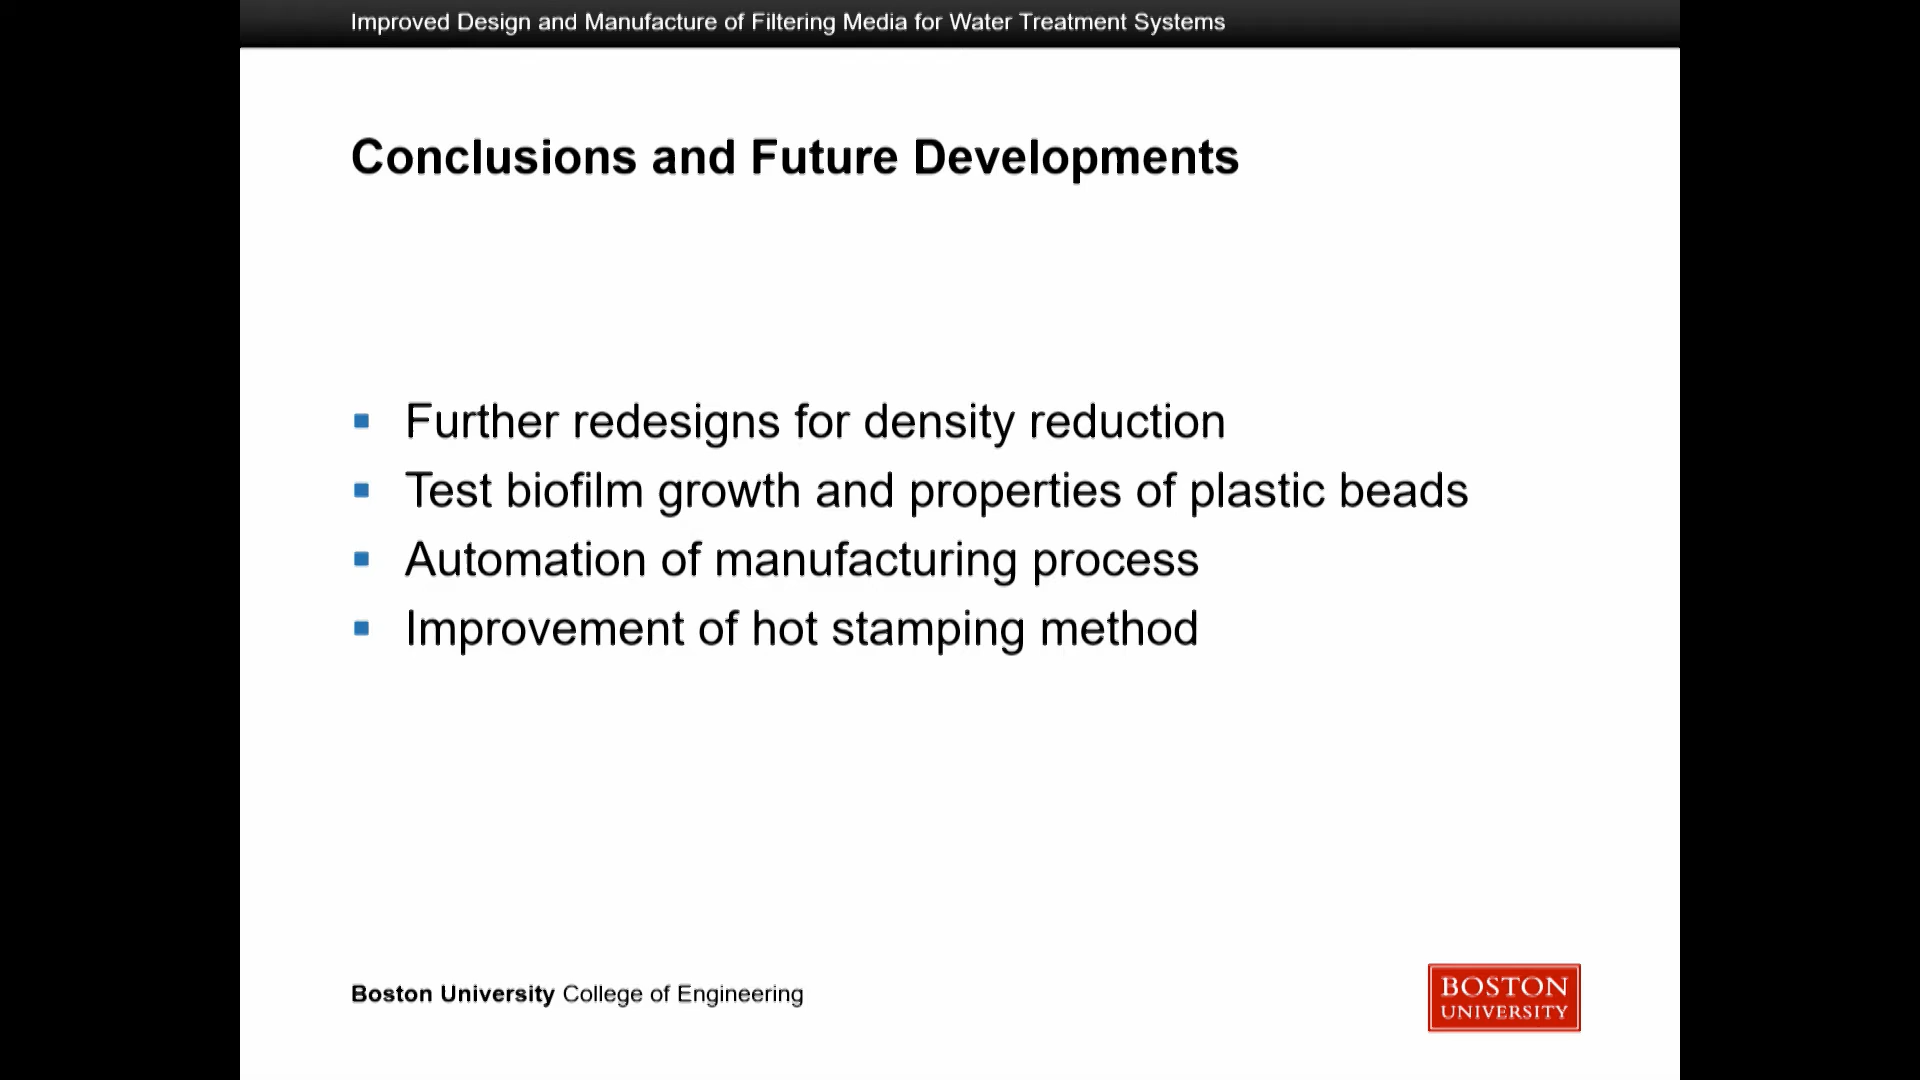 Improved Design and Manufacture of Filtering Media for Water Treatment Systems
Conclusions and Future Developments
Further redesigns for density reduction
Test biofilm growth and properties of plastic beads
Automation of manufacturing process
Improvement of hot stamping method
Boston University College of Engineering
BOSTON
UNIVERSITY